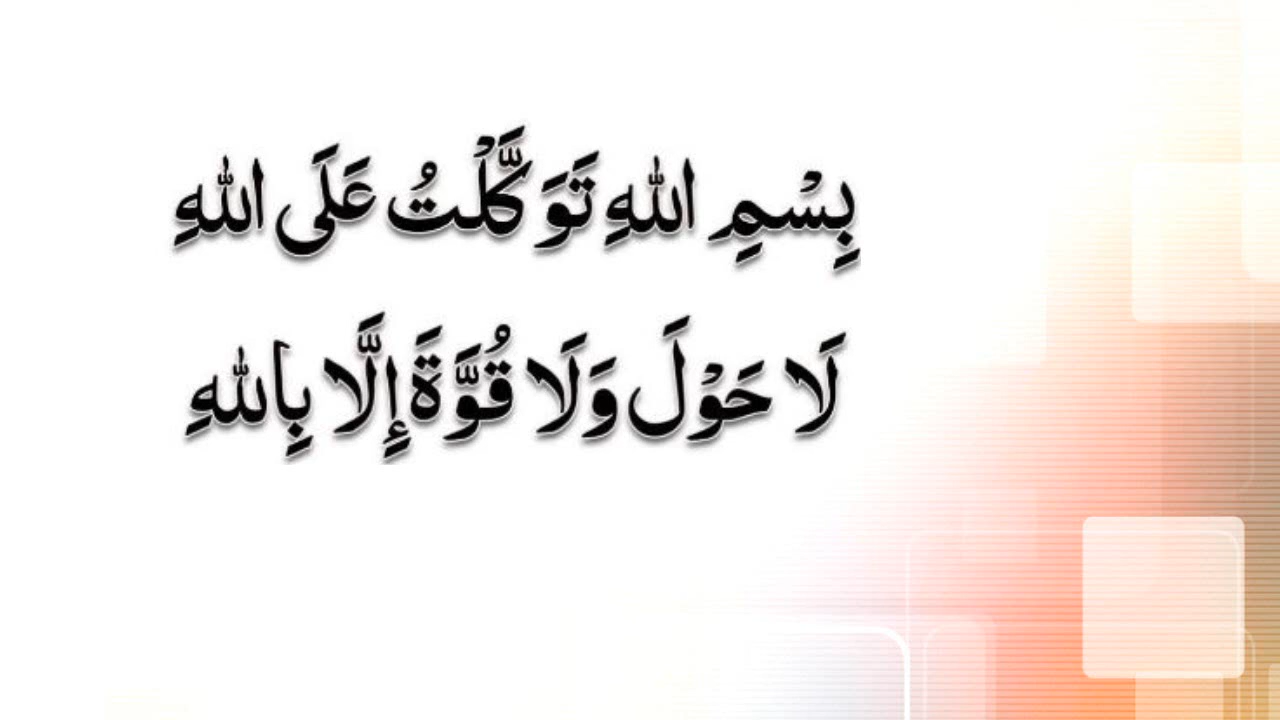 بِسْمِ اللهِ تَوَكَّلْتُ عَلَى اللهِ
لَا حَوْلَ وَلَا قُوَّةَ إِلَّا بِاللهِ